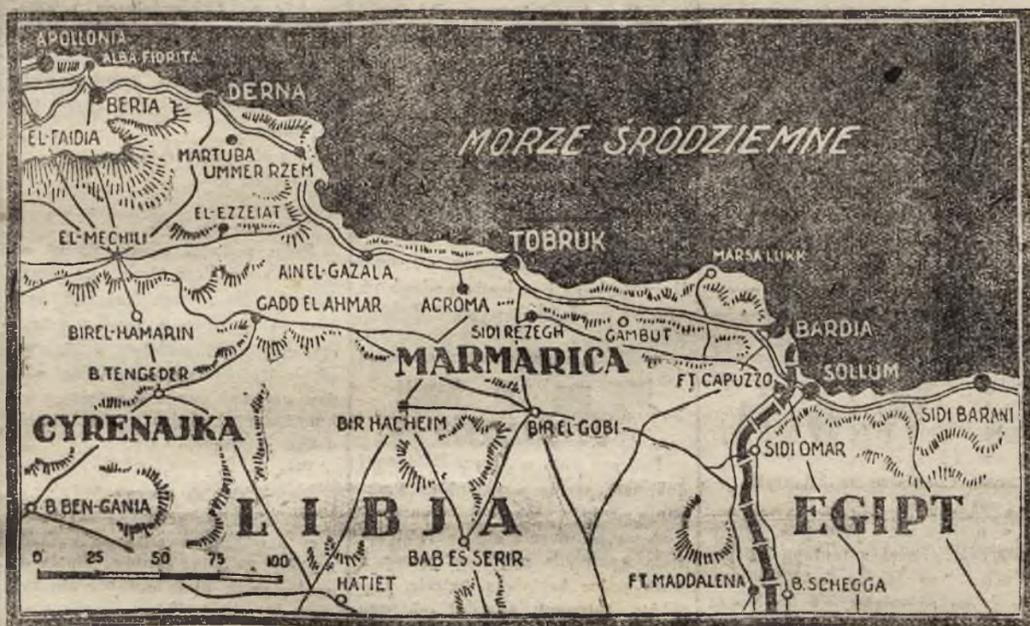 APOLLONIA
ALBA FIORITA
BERTA
DERNA
EL-FAIDIA
MARTUBA
UMMER RZEM
MORZE ŚRÓDZIEMNE
EL-EZZEIAT
EL-MECHILI
TOBRUK
MARSA LUKK
AIN EL-GAZALA
GADD EL AHMAR
ACROMA
BIR EL-HAMARIN
SIDI REZEGH
GAMBUT
BARDIA
MARMARICA
B. TENGEDER
FT. CAPUZZO
SOLLUM
CYRENAJKA
BIR HACHEIM
BIR EL GOBI
SIDI BARANI
SIDI OMAR
B. BEN-GANIA
LIBJA
EGIPT
BAB ES SERIR
0 25 50 75 100
HATIET
FT. MADDALENA
B. SCHEGGA